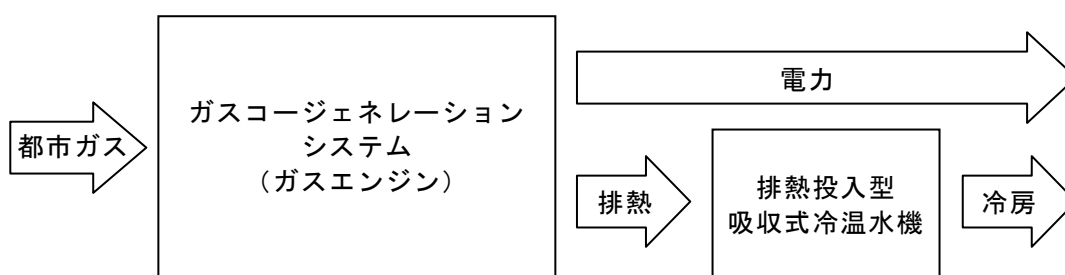 都市ガス
ガスコージェネレーション
システム
（ガスエンジン）
電力
排熱
排熱投入型
吸収式冷温水機
冷房